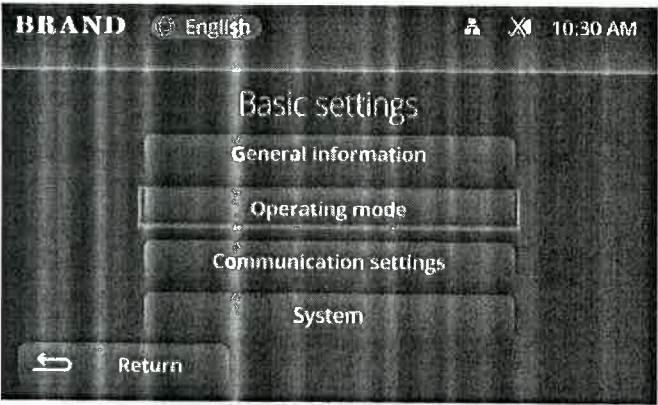 BRAND English 10:30 AM
Basic settings
General information
Operating mode
Communication settings
System
Return